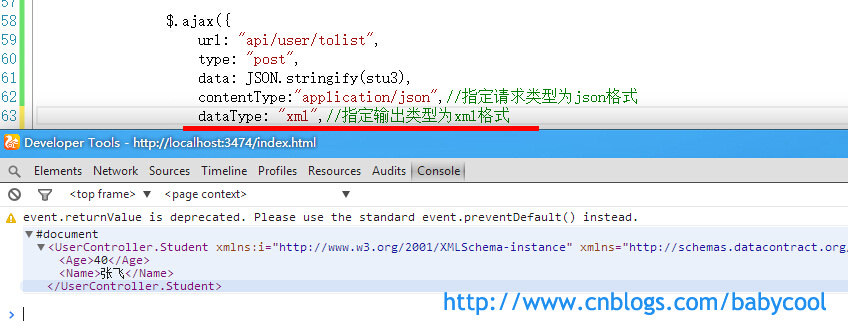 57
58 $.ajax({
59 url: "api/user/tolist",
60 type: "post",
61 data: JSON.stringify(stu3),
62 contentType:"application/json",//指定请求类型为json格式
63 dataType: "xml",//指定输出类型为xml格式
Developer Tools - http://localhost:3474/index.html
Elements Network Sources Timeline Profiles Resources Audits Console
<top frame> ▼ <page context> ▼
event.returnValue is deprecated. Please use the standard event.preventDefault() instead.
▼#document
▼<UserController.Student xmlns:i="http://www.w3.org/2001/XMLSchema-instance" xmlns="http://schemas.datacontract.org/
<Age>40</Age>
<Name>张飞</Name>
</UserController.Student>
http://www.cnblogs.com/babycool
>